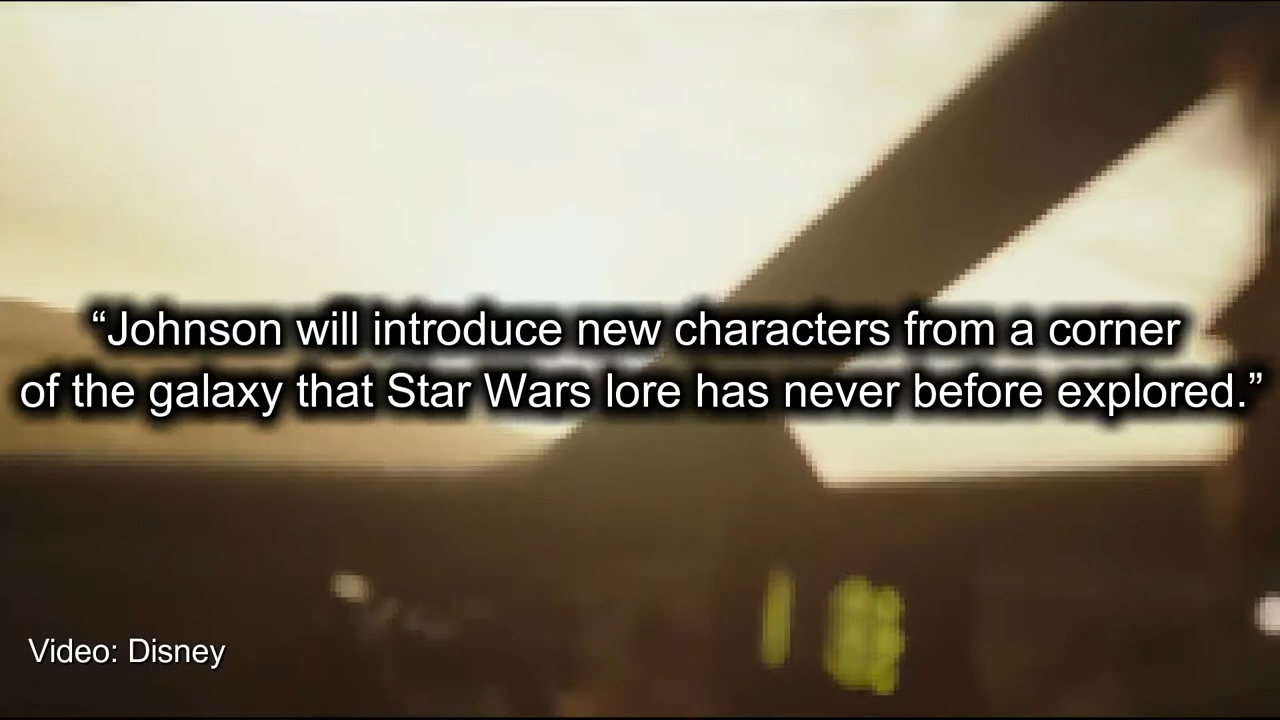 “Johnson will introduce new characters from a corner
of the galaxy that Star Wars lore has never before explored.”
Video: Disney